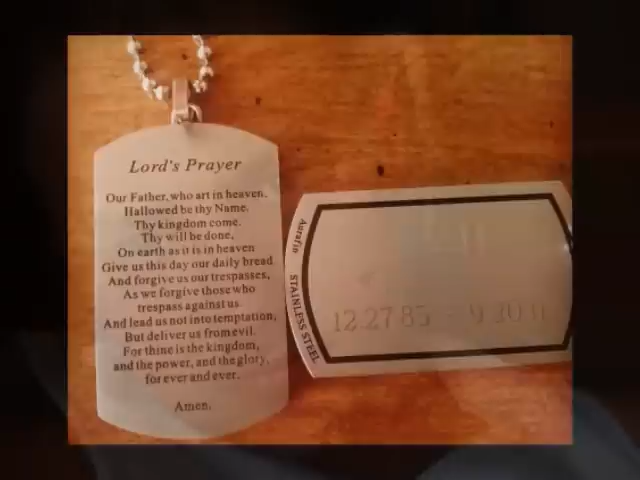 Lord's Prayer
Our Father, who art in heaven,
Hallowed be thy Name.
Thy kingdom come.
Thy will be done,
On earth as it is in heaven
Give us this day our daily bread.
And forgive us our trespasses,
As we forgive those who
trespass against us.
And lead us not into temptation,
But deliver us from evil.
For thine is the kingdom,
and the power, and the glory,
for ever and ever.
Amen.
Aurafin STAINLESS STEEL
12.27.85 - 9.30.11